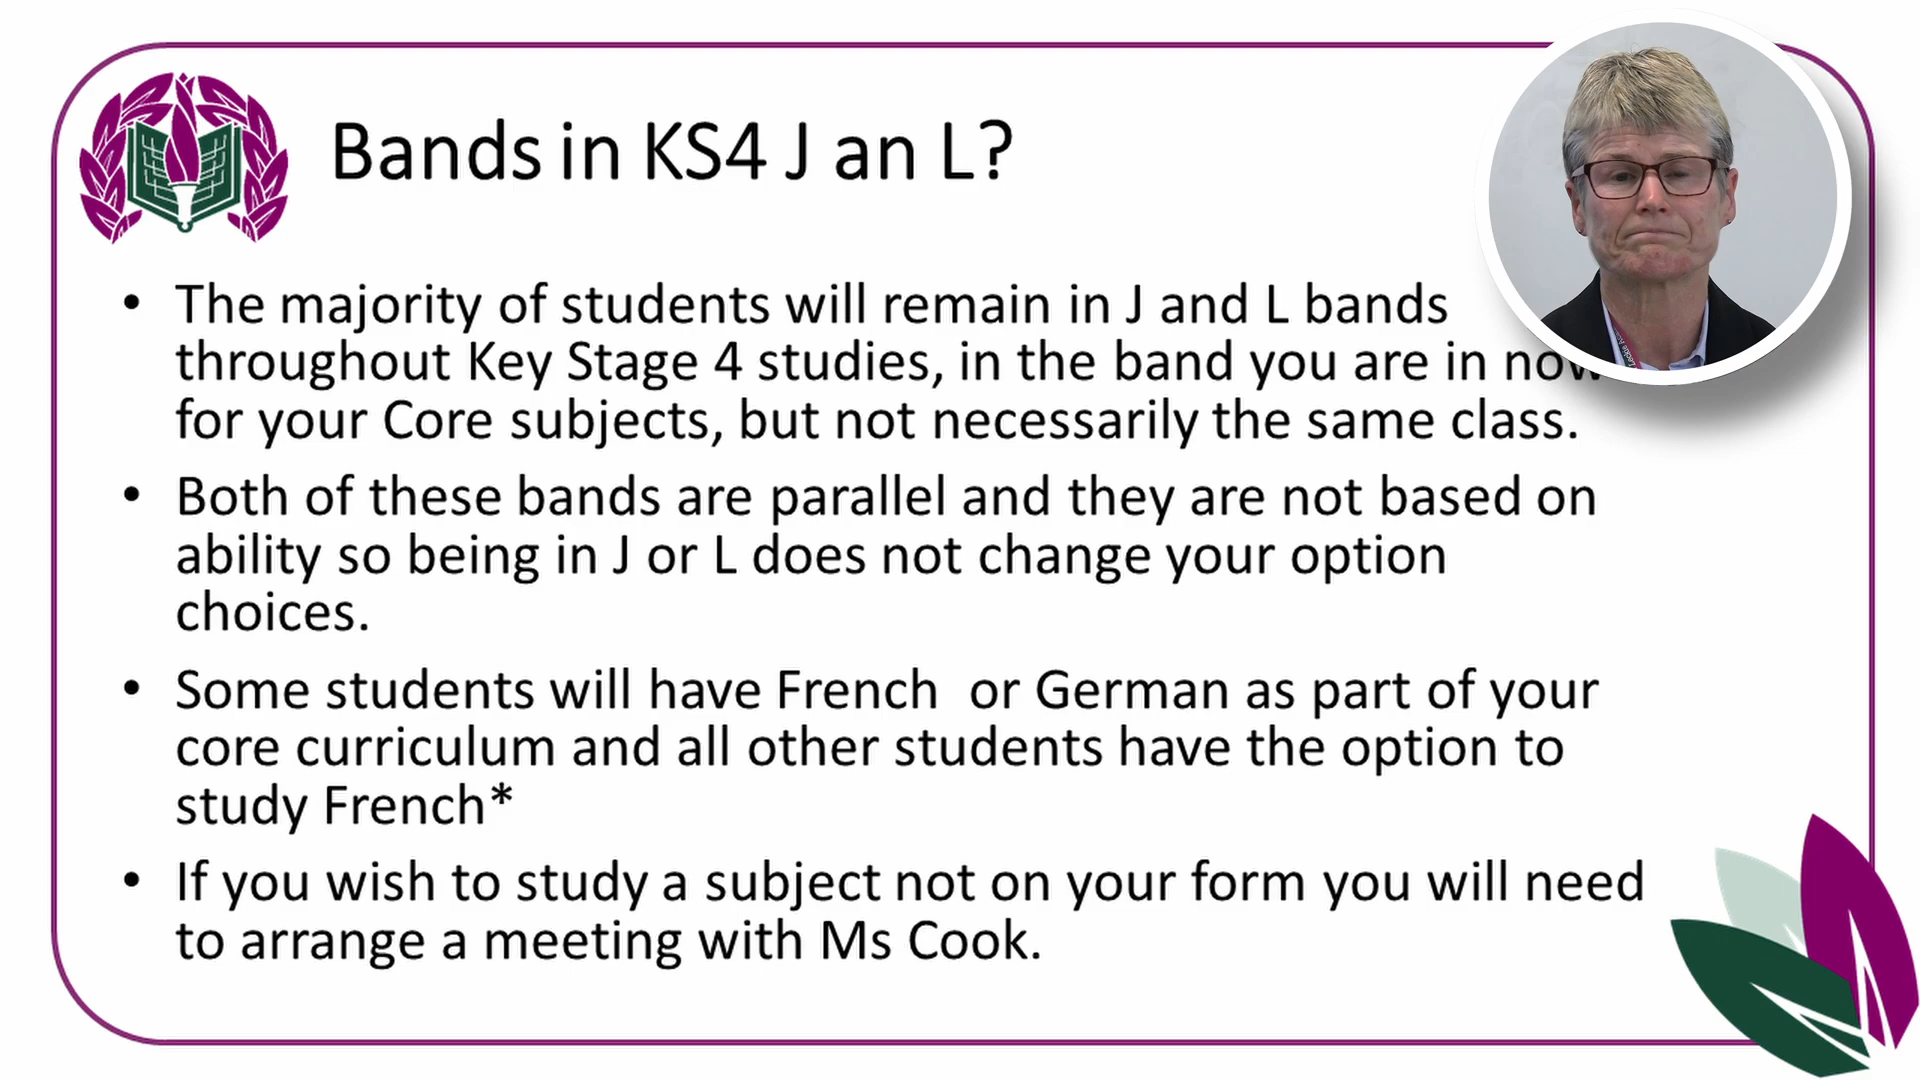 Bands in KS4 J an L?
• The majority of students will remain in J and L bands
throughout Key Stage 4 studies, in the band you are in now
for your Core subjects, but not necessarily the same class.
• Both of these bands are parallel and they are not based on
ability so being in J or L does not change your option
choices.
• Some students will have French  or German as part of your
core curriculum and all other students have the option to
study French*
• If you wish to study a subject not on your form you will need
to arrange a meeting with Ms Cook.